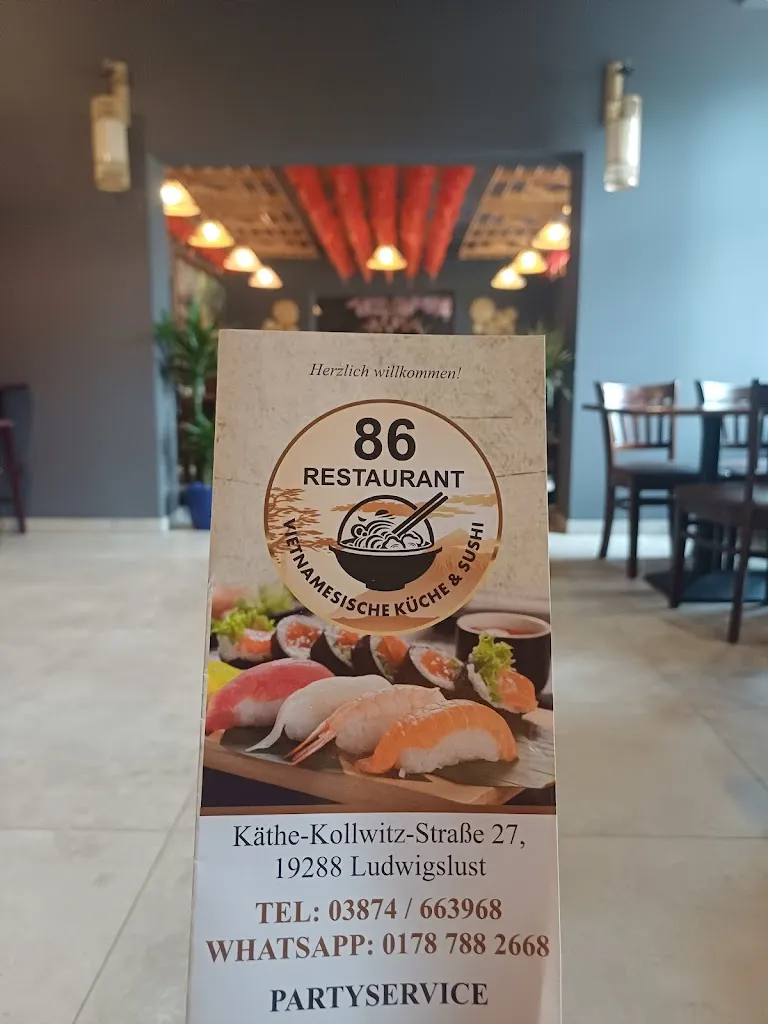 Herzlich willkommen!
86
RESTAURANT
VIETNAMESISCHE KÜCHE & SUSHI
Käthe-Kollwitz-Straße 27,
19288 Ludwigslust
TEL: 03874 / 663968
WHATSAPP: 0178 788 2668
PARTYSERVICE